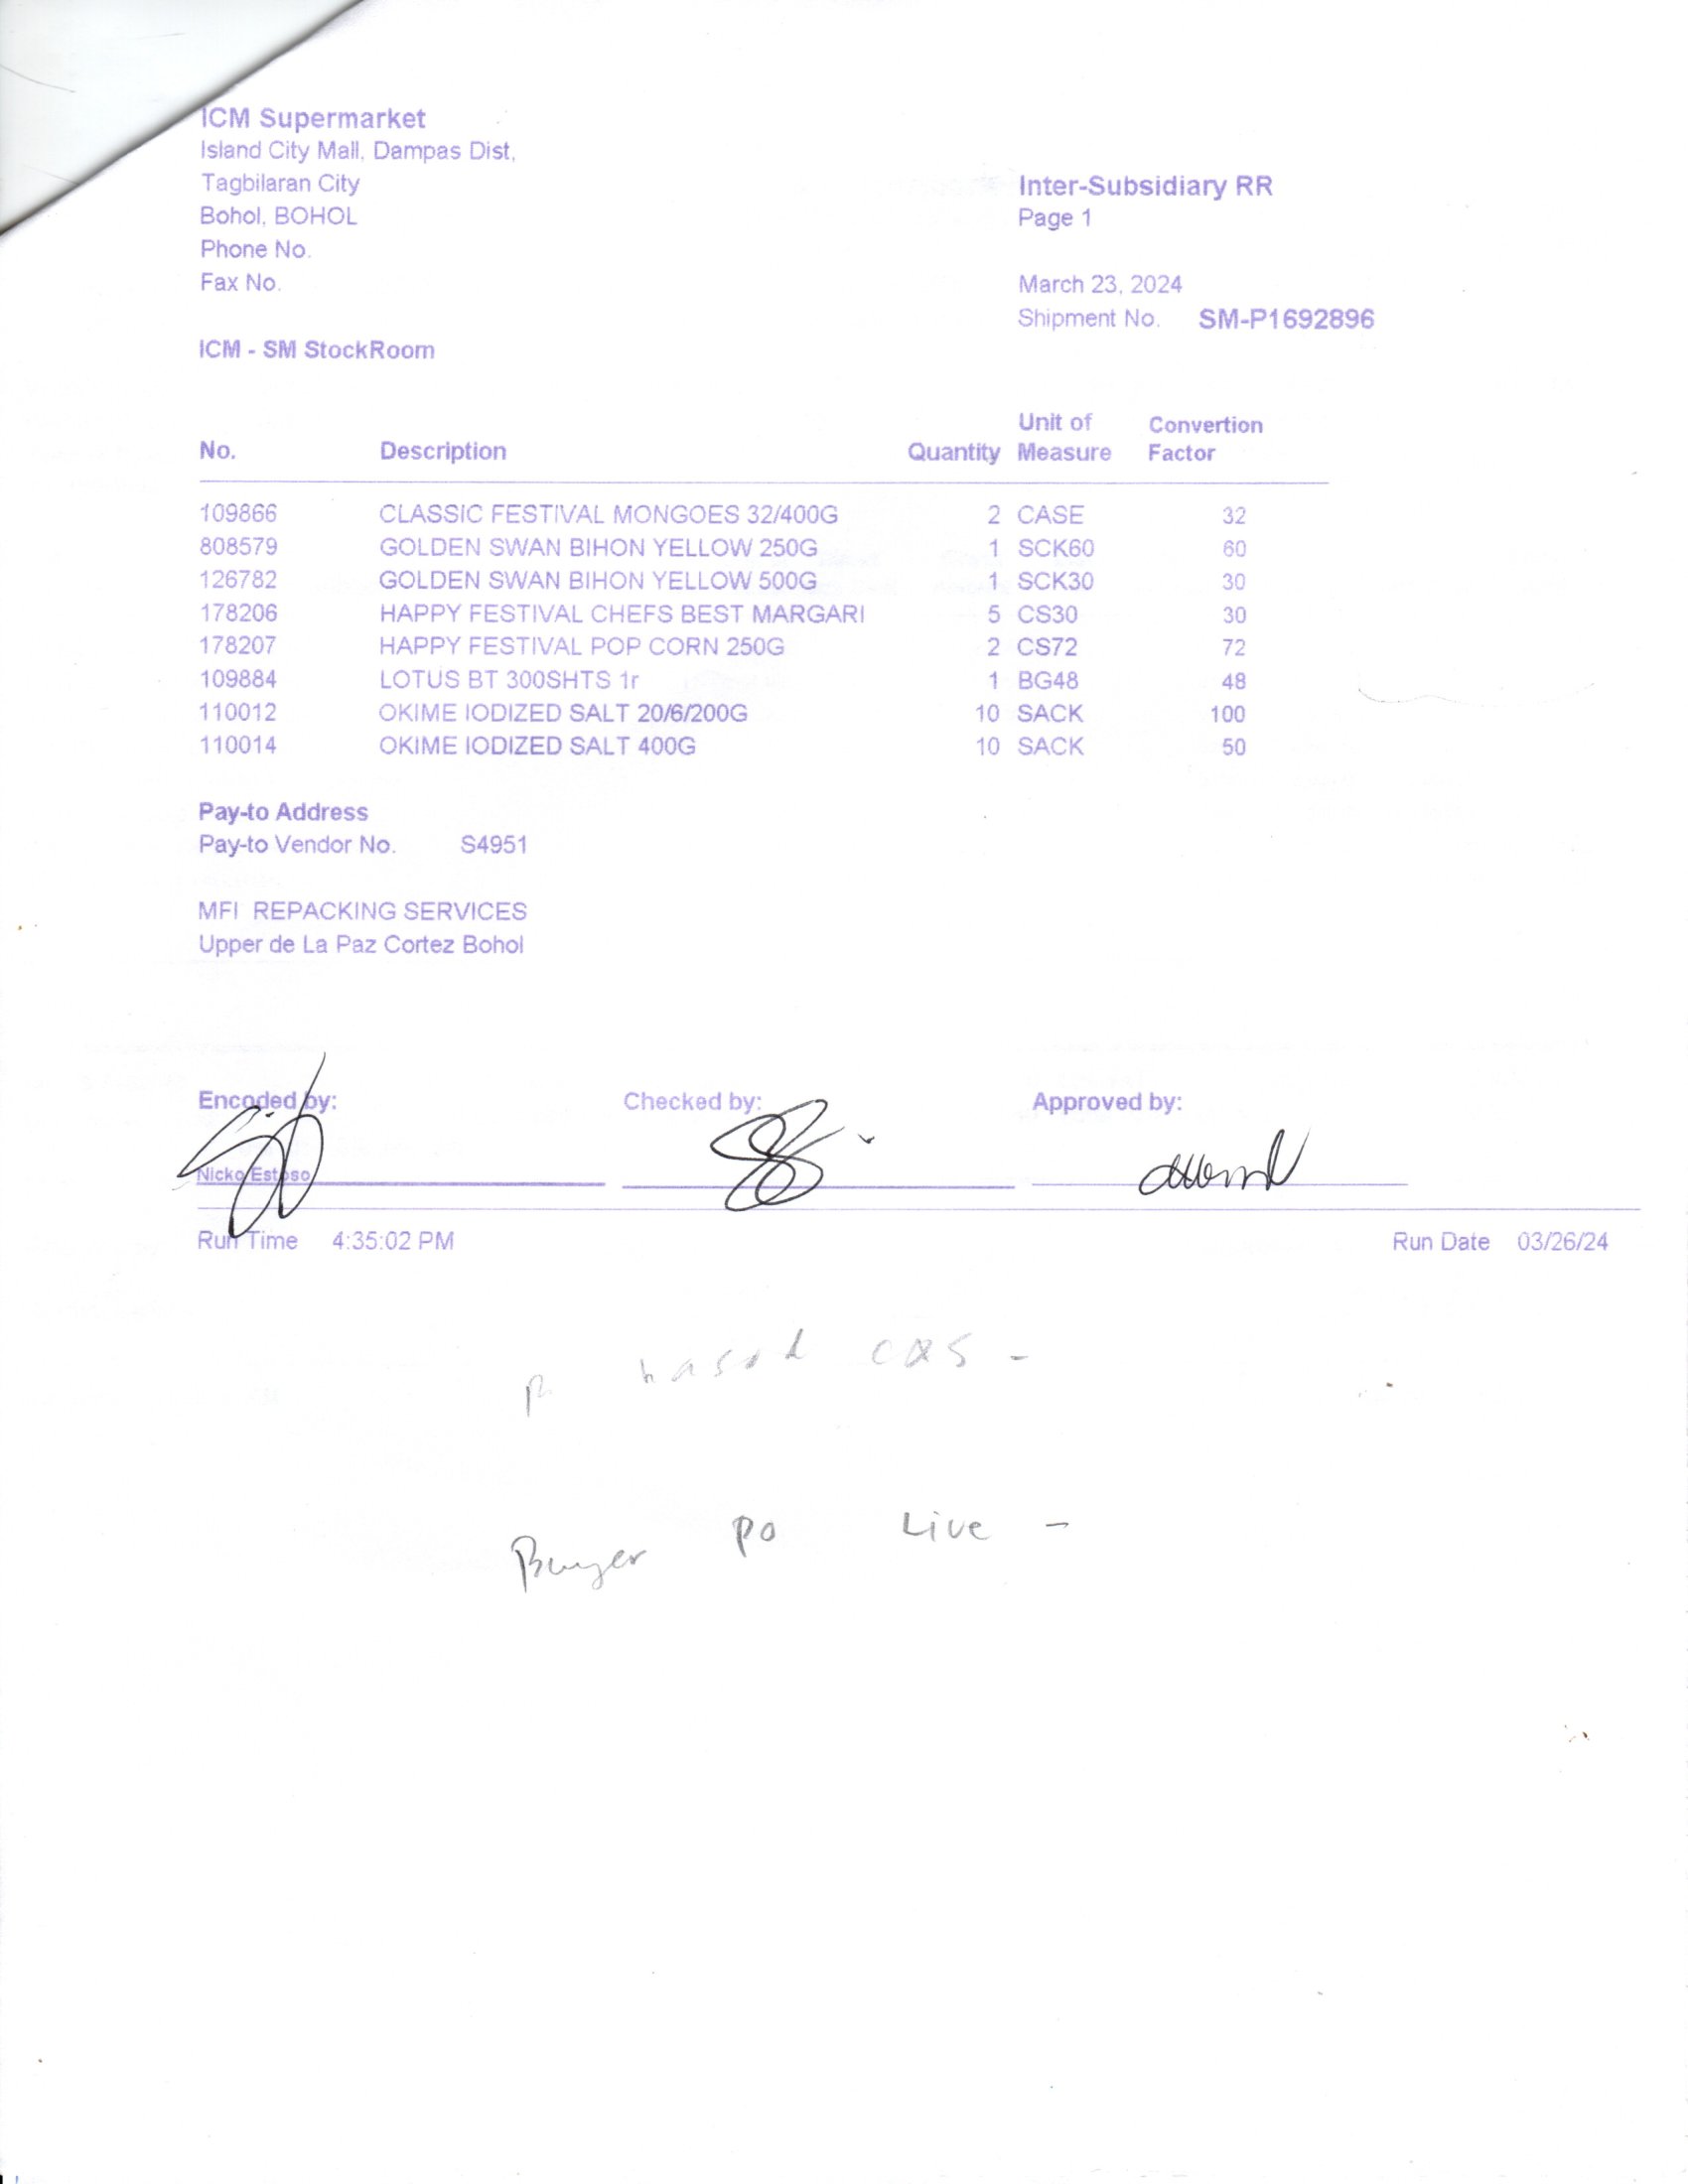 ICM Supermarket
Island City Mall, Dampas Dist,
Tagbilaran City
Bohol, BOHOL
Phone No.
Fax No.
Inter-Subsidiary RR
Page 1
March 23, 2024
Shipment No. SM-P1692896
ICM - SM StockRoom
No. Description Quantity Unit of Measure Convertion Factor
109866 CLASSIC FESTIVAL MONGOES 32/400G 2 CASE 32
808579 GOLDEN SWAN BIHON YELLOW 250G 1 SCK60 60
126782 GOLDEN SWAN BIHON YELLOW 500G 1 SCK30 30
178206 HAPPY FESTIVAL CHEFS BEST MARGARI 5 CS30 30
178207 HAPPY FESTIVAL POP CORN 250G 2 CS72 72
109884 LOTUS BT 300SHTS 1r 1 BG48 48
110012 OKIME IODIZED SALT 20/6/200G 10 SACK 100
110014 OKIME IODIZED SALT 400G 10 SACK 50
Pay-to Address
Pay-to Vendor No. S4951
MFI REPACKING SERVICES
Upper de La Paz Cortez Bohol
Encoded by: Checked by: Approved by:
Nicko Estoso
Run Time 4:35:02 PM Run Date 03/26/24
based
Buyer po Live -